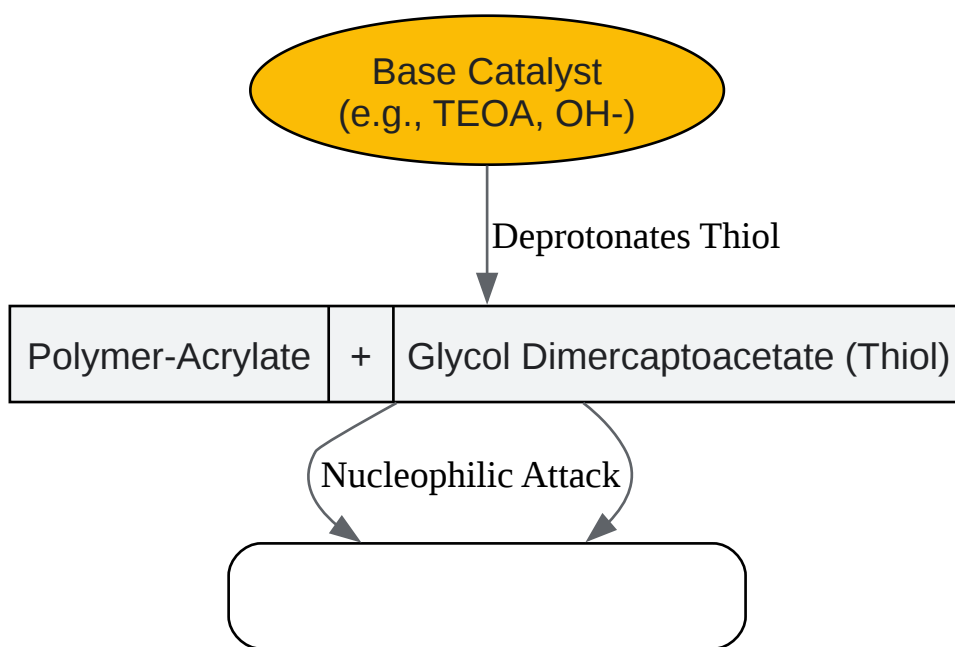 Base Catalyst
(e.g., TEOA, OH-)
Deprotonates Thiol
Polymer-Acrylate + Glycol Dimercaptoacetate (Thiol)
Nucleophilic Attack